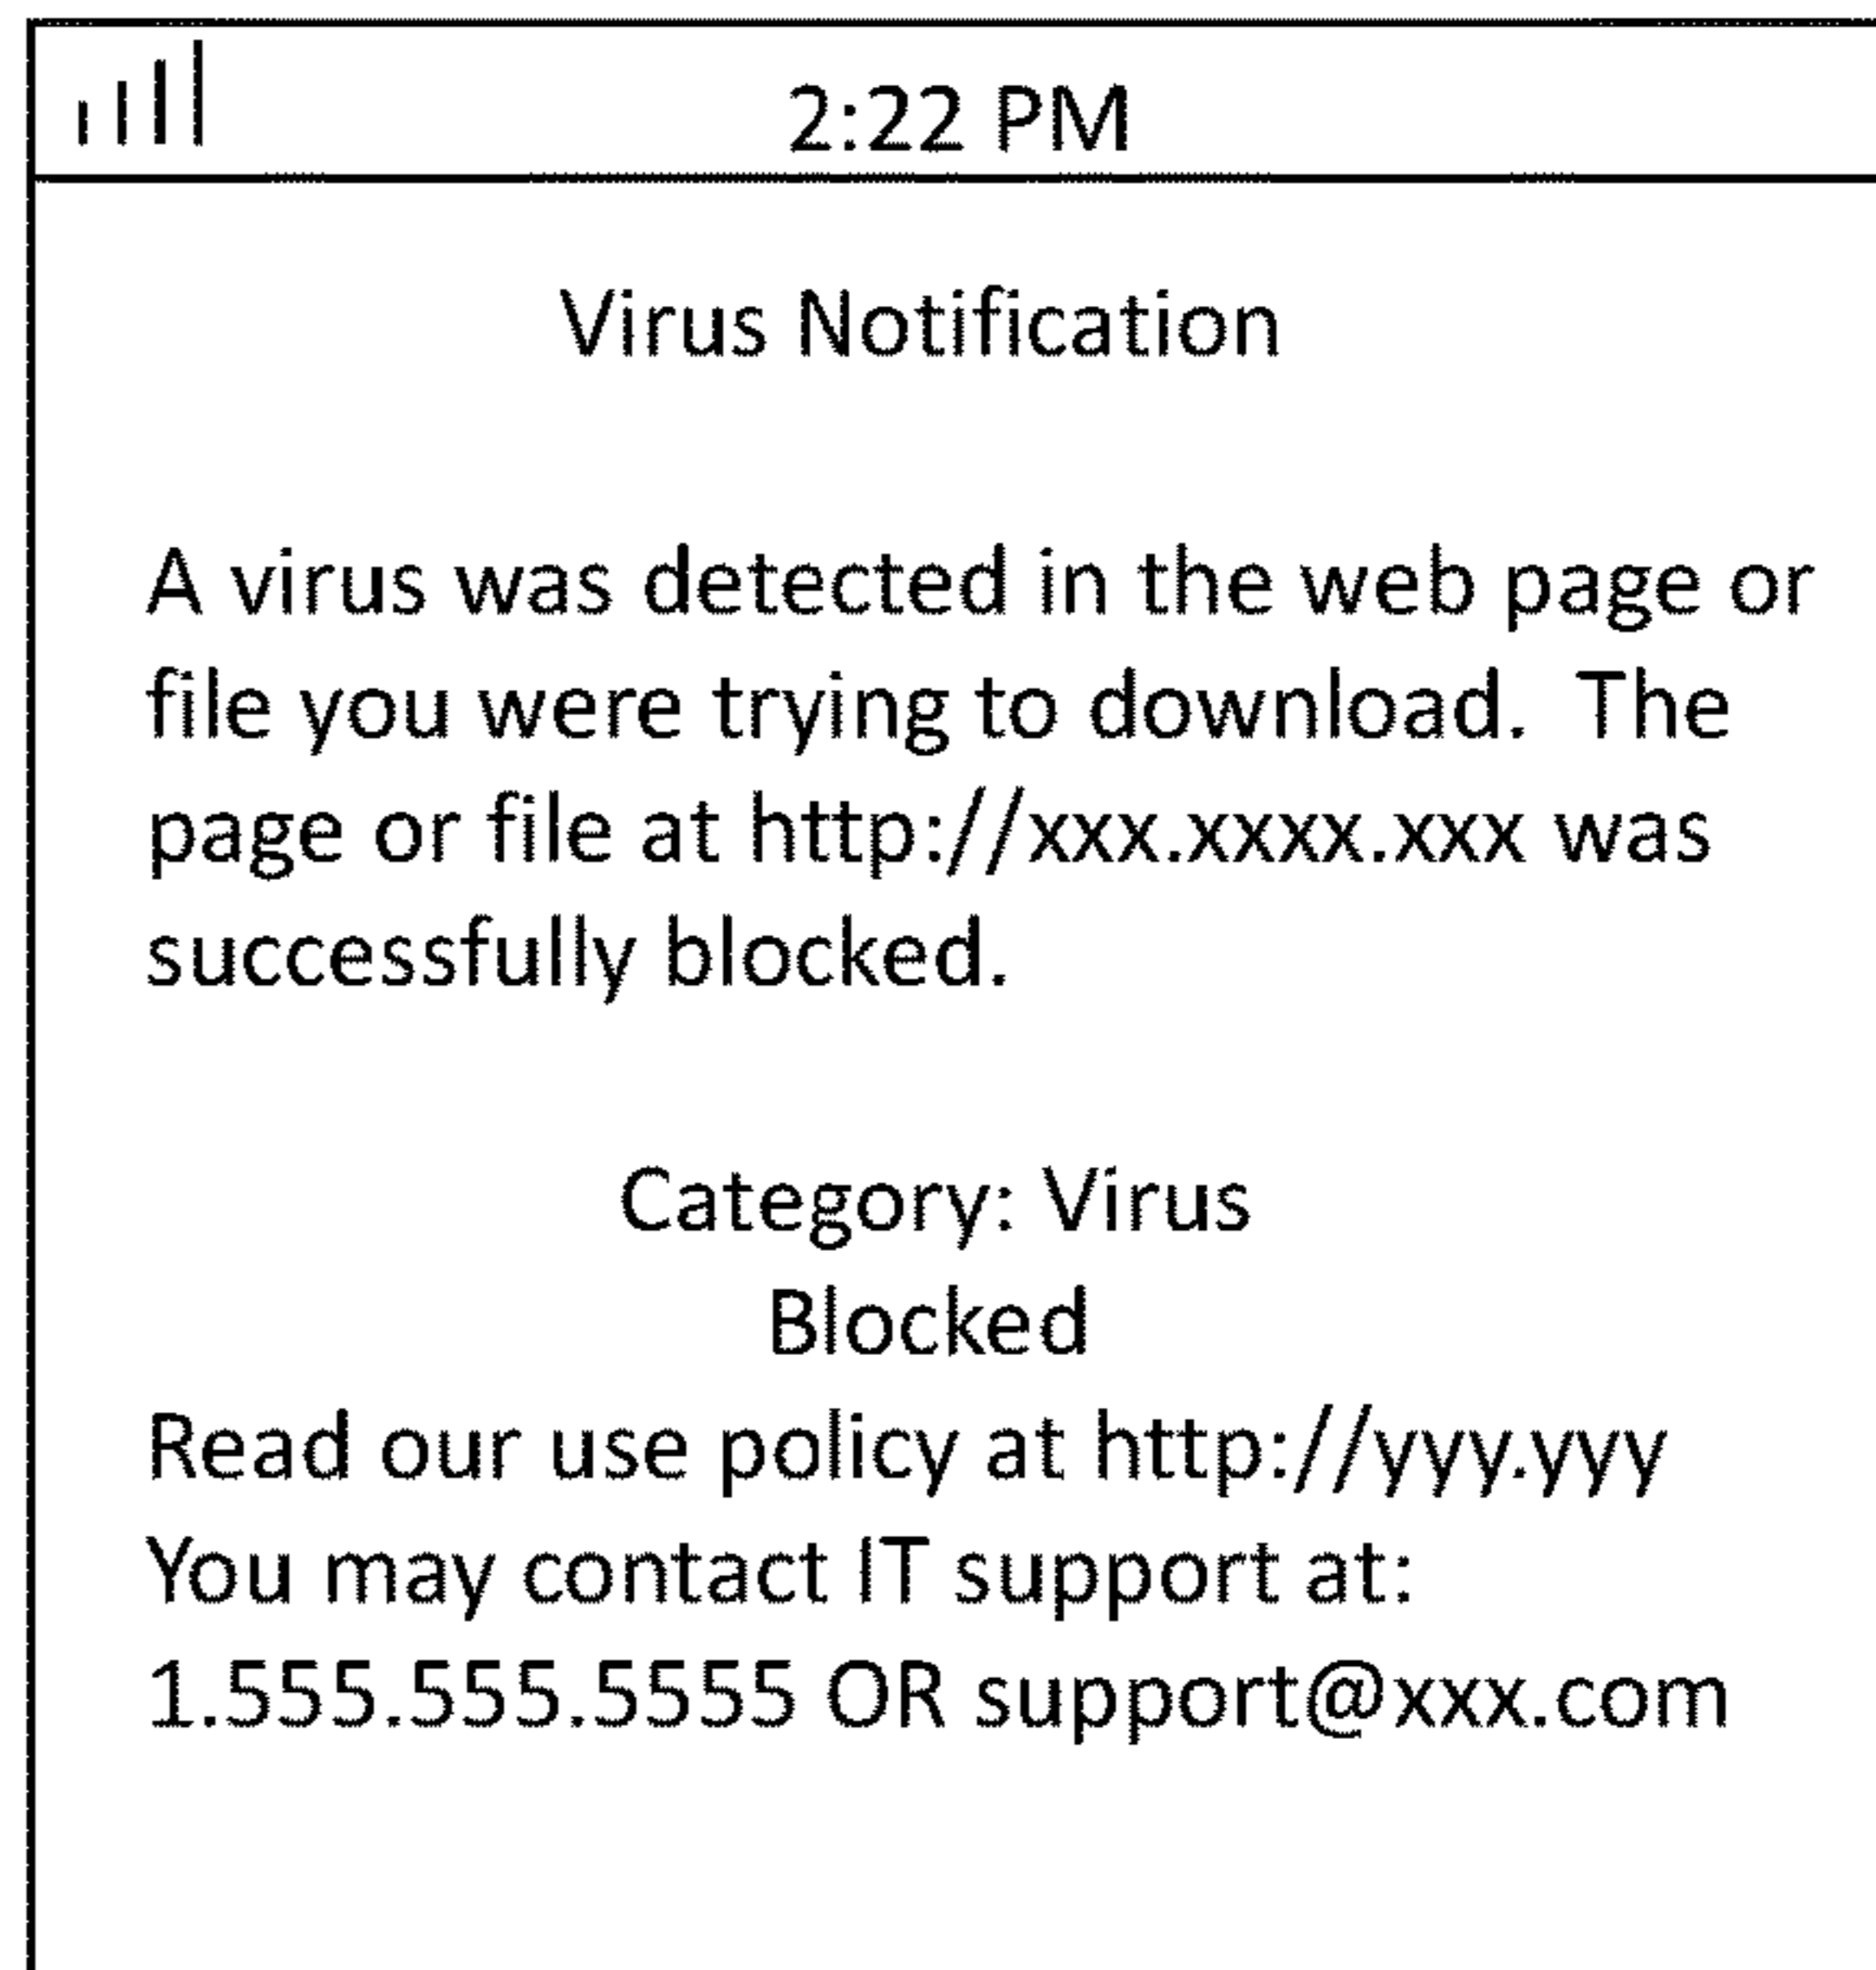 2:22 PM
Virus Notification
A virus was detected in the web page or
file you were trying to download.  The
page or file at http://xxx.xxxx.xxx was
successfully blocked.
Category: Virus
Blocked
Read our use policy at http://yyy.yyy
You may contact IT support at:
1.555.555.5555 OR support@xxx.com